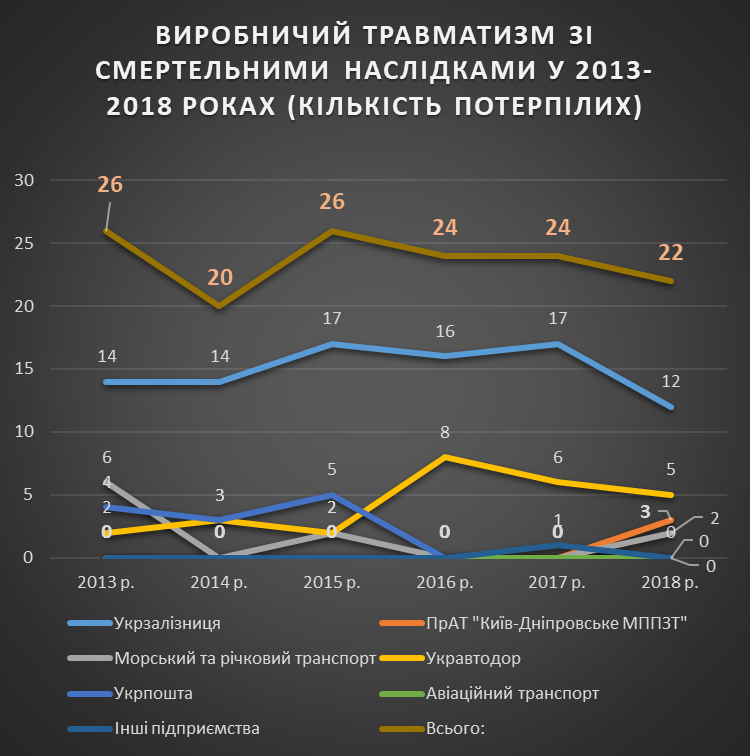 ВИРОБНИЧИЙ ТРАВМАТИЗМ ЗІ
СМЕРТЕЛЬНИМИ НАСЛІДКАМИ У 2013-
2018 РОКАХ (КІЛЬКІСТЬ ПОТЕРПІЛИХ)
30
26
26
25
24
24
22
20
20
17
16
17
15
14
14
12
10
8
6
6
5
5
5
4
3
3
2
2
2
1
0
0
0
0
0
0
0
0
0
2013 р.
2014 р.
2015 р.
2016 р.
2017 р.
2018 р.
Укрзалізниця
ПрАТ "Київ-Дніпровське МППЗТ"
Морський та річковий транспорт
Укравтодор
Укрпошта
Авіаційний транспорт
Інші підприємства
Всього: